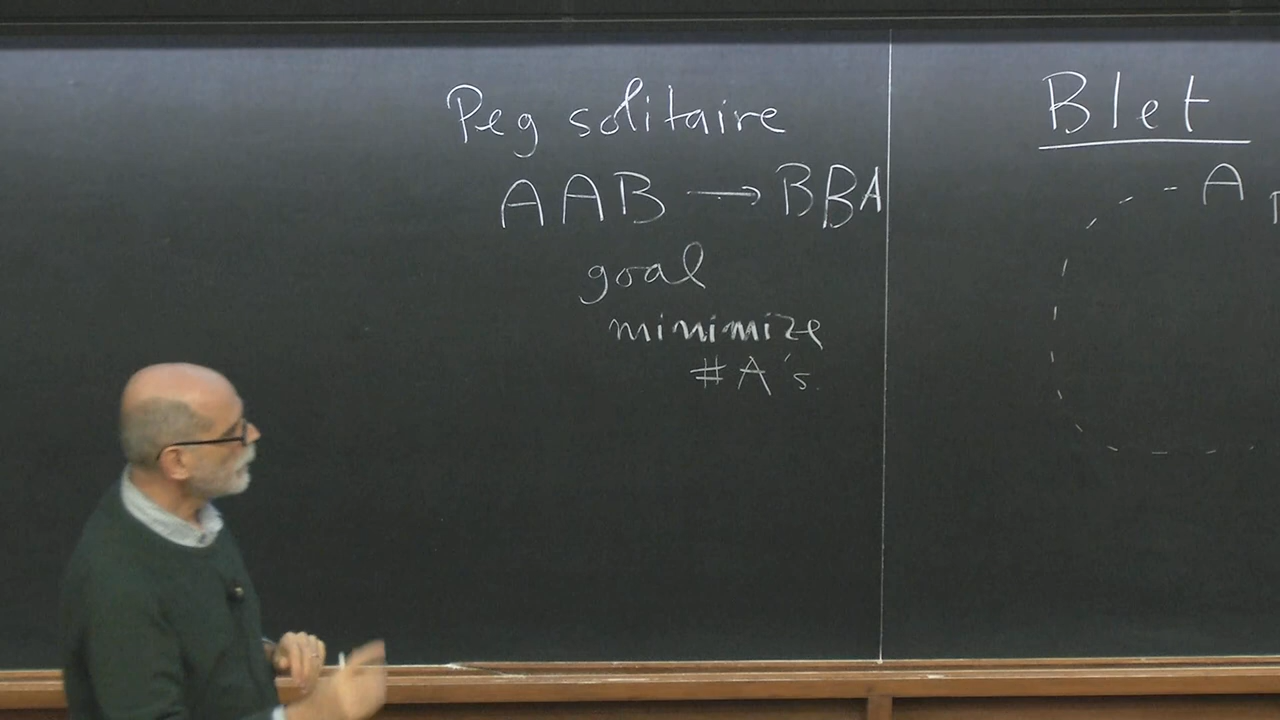 Peg solitaire
AAB → BBA
goal
minimize
#A's.
Blet
A